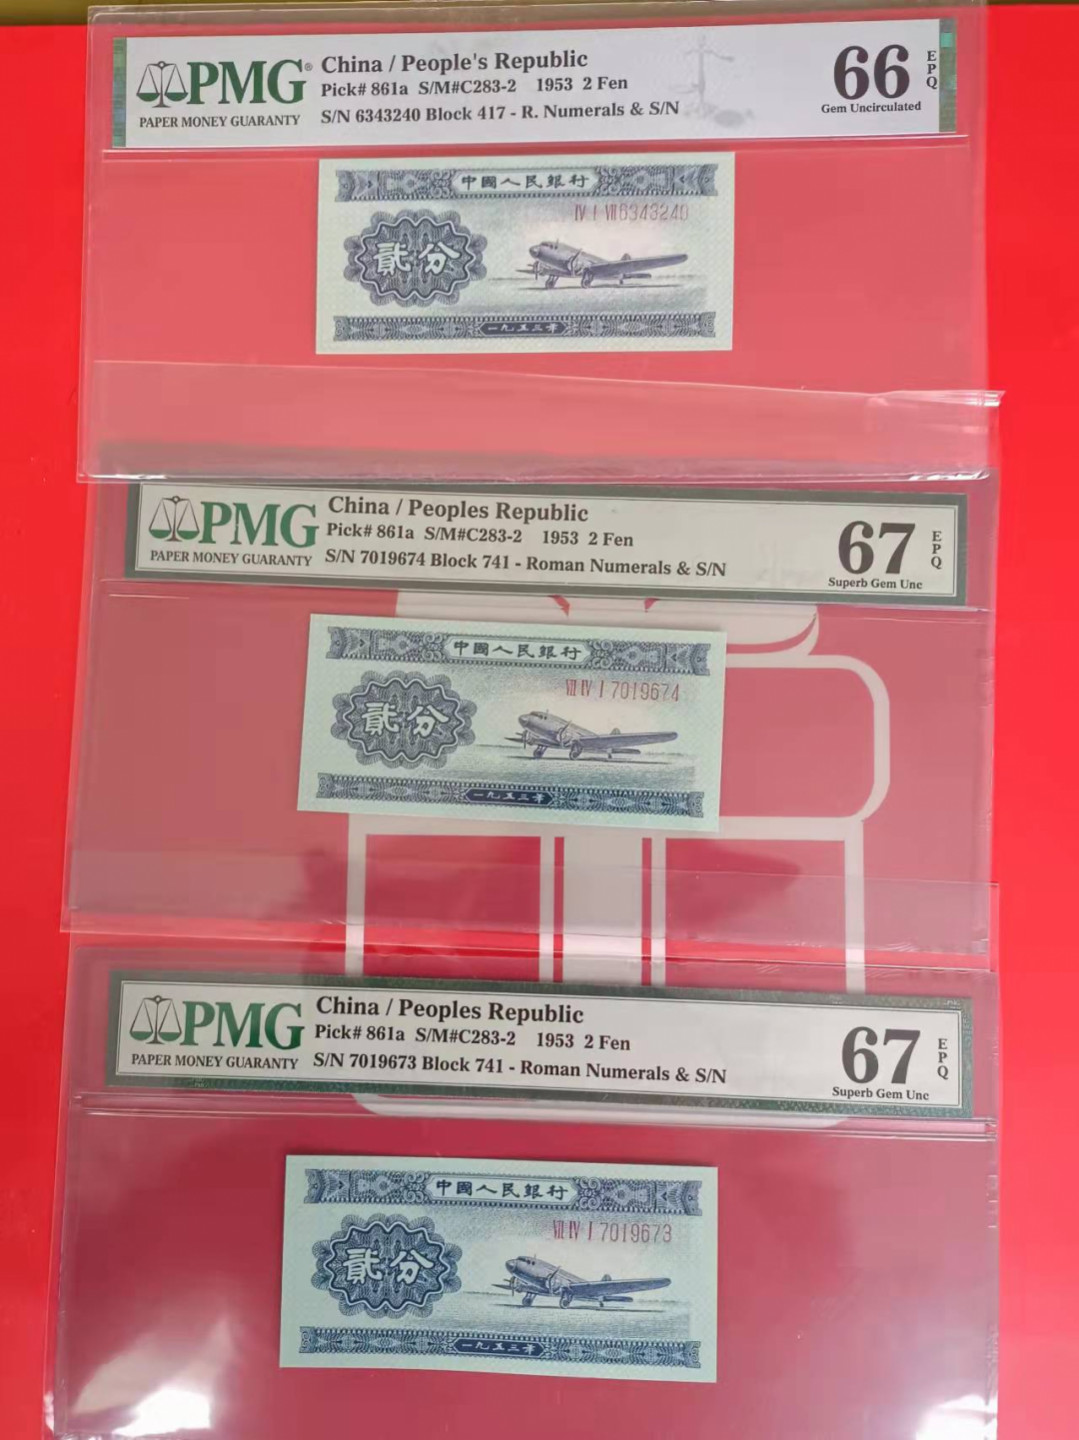 PMG®
PAPER MONEY GUARANTY
China / People's Republic
Pick# 861a S/M#C283-2 1953 2 Fen
S/N 6343240 Block 417 - R. Numerals & S/N
66
EPQ
Gem Uncirculated
中國人民銀行
IV I VII 6343240
貳分
一九五三年
PMG
PAPER MONEY GUARANTY
China / Peoples Republic
Pick# 861a S/M#C283-2 1953 2 Fen
S/N 7019674 Block 741 - Roman Numerals & S/N
67
EPQ
Superb Gem Unc
中國人民銀行
VII IV I 7019674
貳分
一九五三年
PMG
PAPER MONEY GUARANTY
China / Peoples Republic
Pick# 861a S/M#C283-2 1953 2 Fen
S/N 7019673 Block 741 - Roman Numerals & S/N
67
EPQ
Superb Gem Unc
中國人民銀行
VII IV I 7019673
貳分
一九五三年